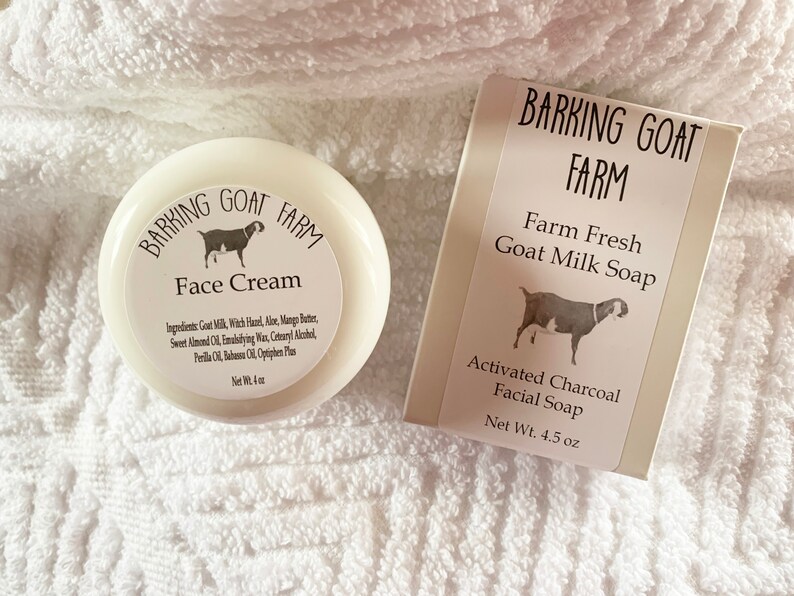 BARKING GOAT FARM
Face Cream
Ingredients: Goat Milk, Witch Hazel, Aloe, Mango Butter,
Sweet Almond Oil, Emulsifying Wax, Cetearyl Alcohol,
Perilla Oil, Babassu Oil, Optiphen Plus
Net Wt. 4 oz
BARKING GOAT
FARM
Farm Fresh
Goat Milk Soap
Activated Charcoal
Facial Soap
Net Wt. 4.5 oz